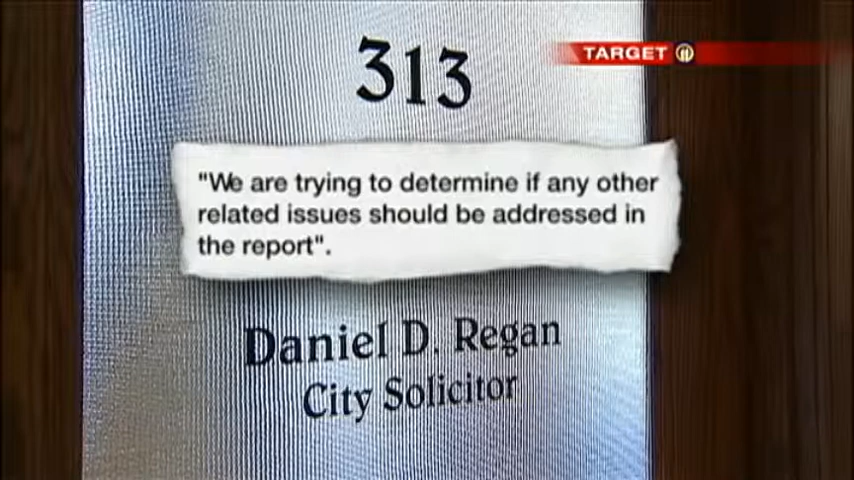 TARGET 11
313
"We are trying to determine if any other
related issues should be addressed in
the report".
Daniel D. Regan
City Solicitor